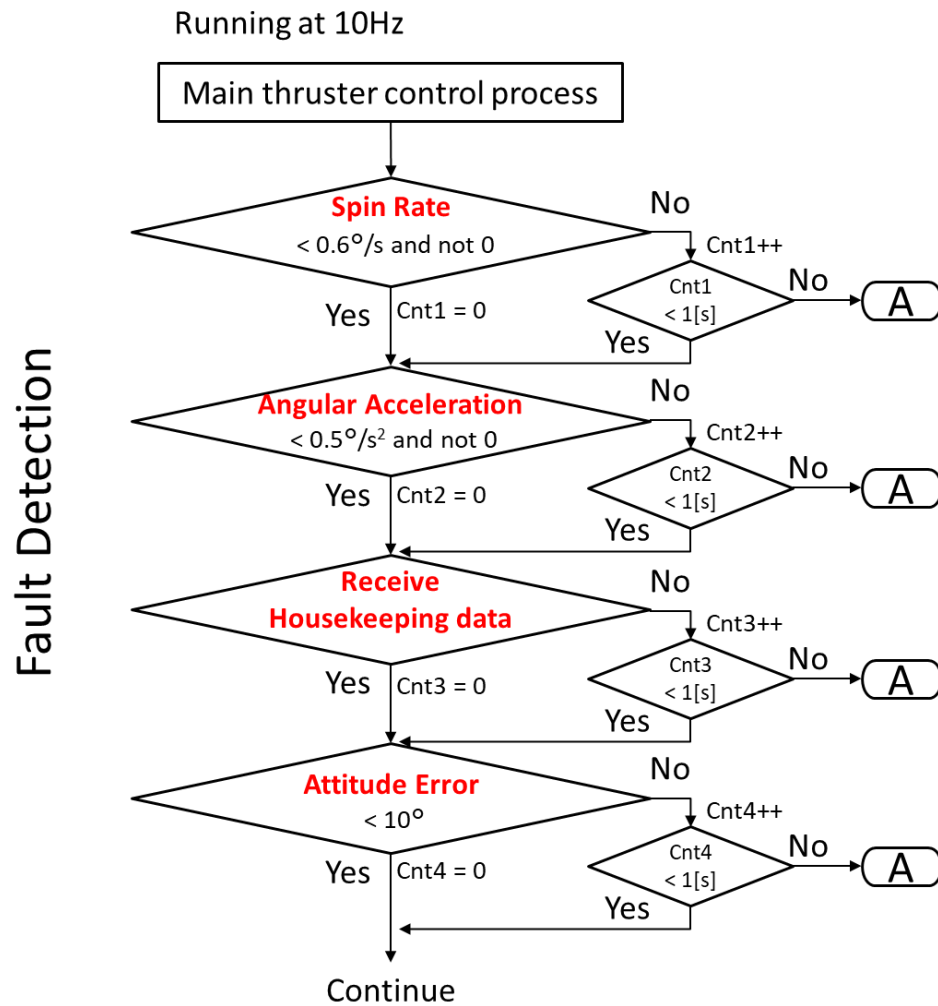 Running at 10Hz
Main thruster control process
Fault Detection
Spin Rate
< 0.6°/s and not 0
No
Cnt1++
Cnt1
< 1[s]
No
A
Yes
Cnt1 = 0
Yes
Angular Acceleration
< 0.5°/s² and not 0
No
Cnt2++
Cnt2
< 1[s]
No
A
Yes
Cnt2 = 0
Yes
Receive
Housekeeping data
No
Cnt3++
Cnt3
< 1[s]
No
A
Yes
Cnt3 = 0
Yes
Attitude Error
< 10°
No
Cnt4++
Cnt4
< 1[s]
No
A
Yes
Cnt4 = 0
Yes
Continue